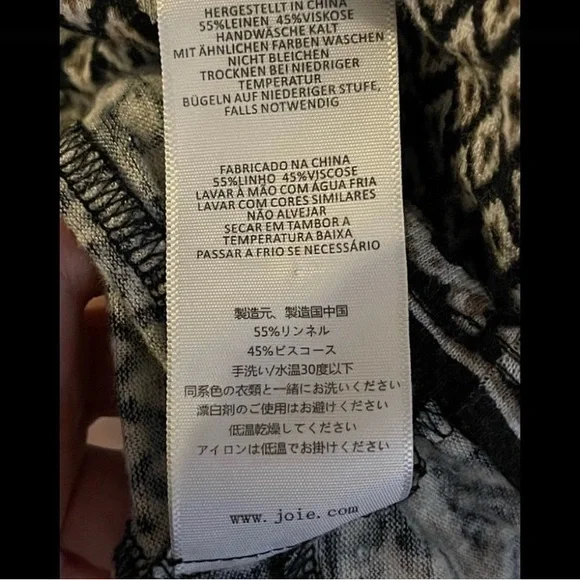 HERGESTELLT IN CHINA
55%LEINEN 45%VISKOSE
HANDWÄSCHE KALT
MIT ÄHNLICHEN FARBEN WASCHEN
NICHT BLEICHEN
TROCKNEN BEI NIEDRIGER
TEMPERATUR
BÜGELN AUF NIEDERIGER STUFE,
FALLS NOTWENDIG
FABRICADO NA CHINA
55%LINHO 45%VISCOSE
LAVAR À MÃO COM ÁGUA FRIA
LAVAR COM CORES SIMILARES
NÃO ALVEJAR
SECAR EM TAMBOR A
TEMPERATURA BAIXA
PASSAR A FRIO SE NECESSÁRIO
製造元、製造国中国
55%リンネル
45%ビスコース
手洗い/水温30度以下
同系色の衣類と一緒にお洗いください
漂白剤のご使用はお避けください
低温乾燥してください
アイロンは低温でお掛けください
www.joie.com